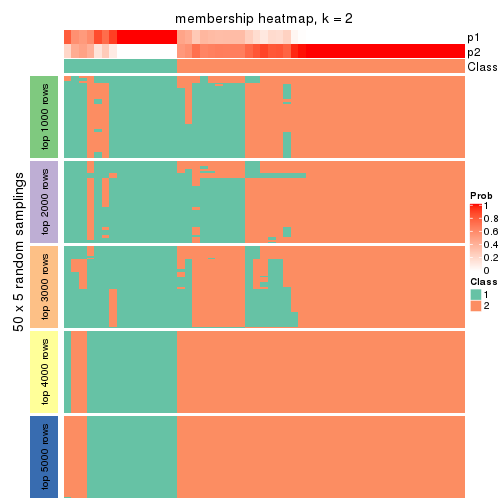 membership heatmap, k = 2
p1
p2
Class
50 x 5 random samplings
top 1000 rows
top 2000 rows
top 3000 rows
top 4000 rows
top 5000 rows
Prob
1
0.8
0.6
0.4
0.2
0
Class
1
2